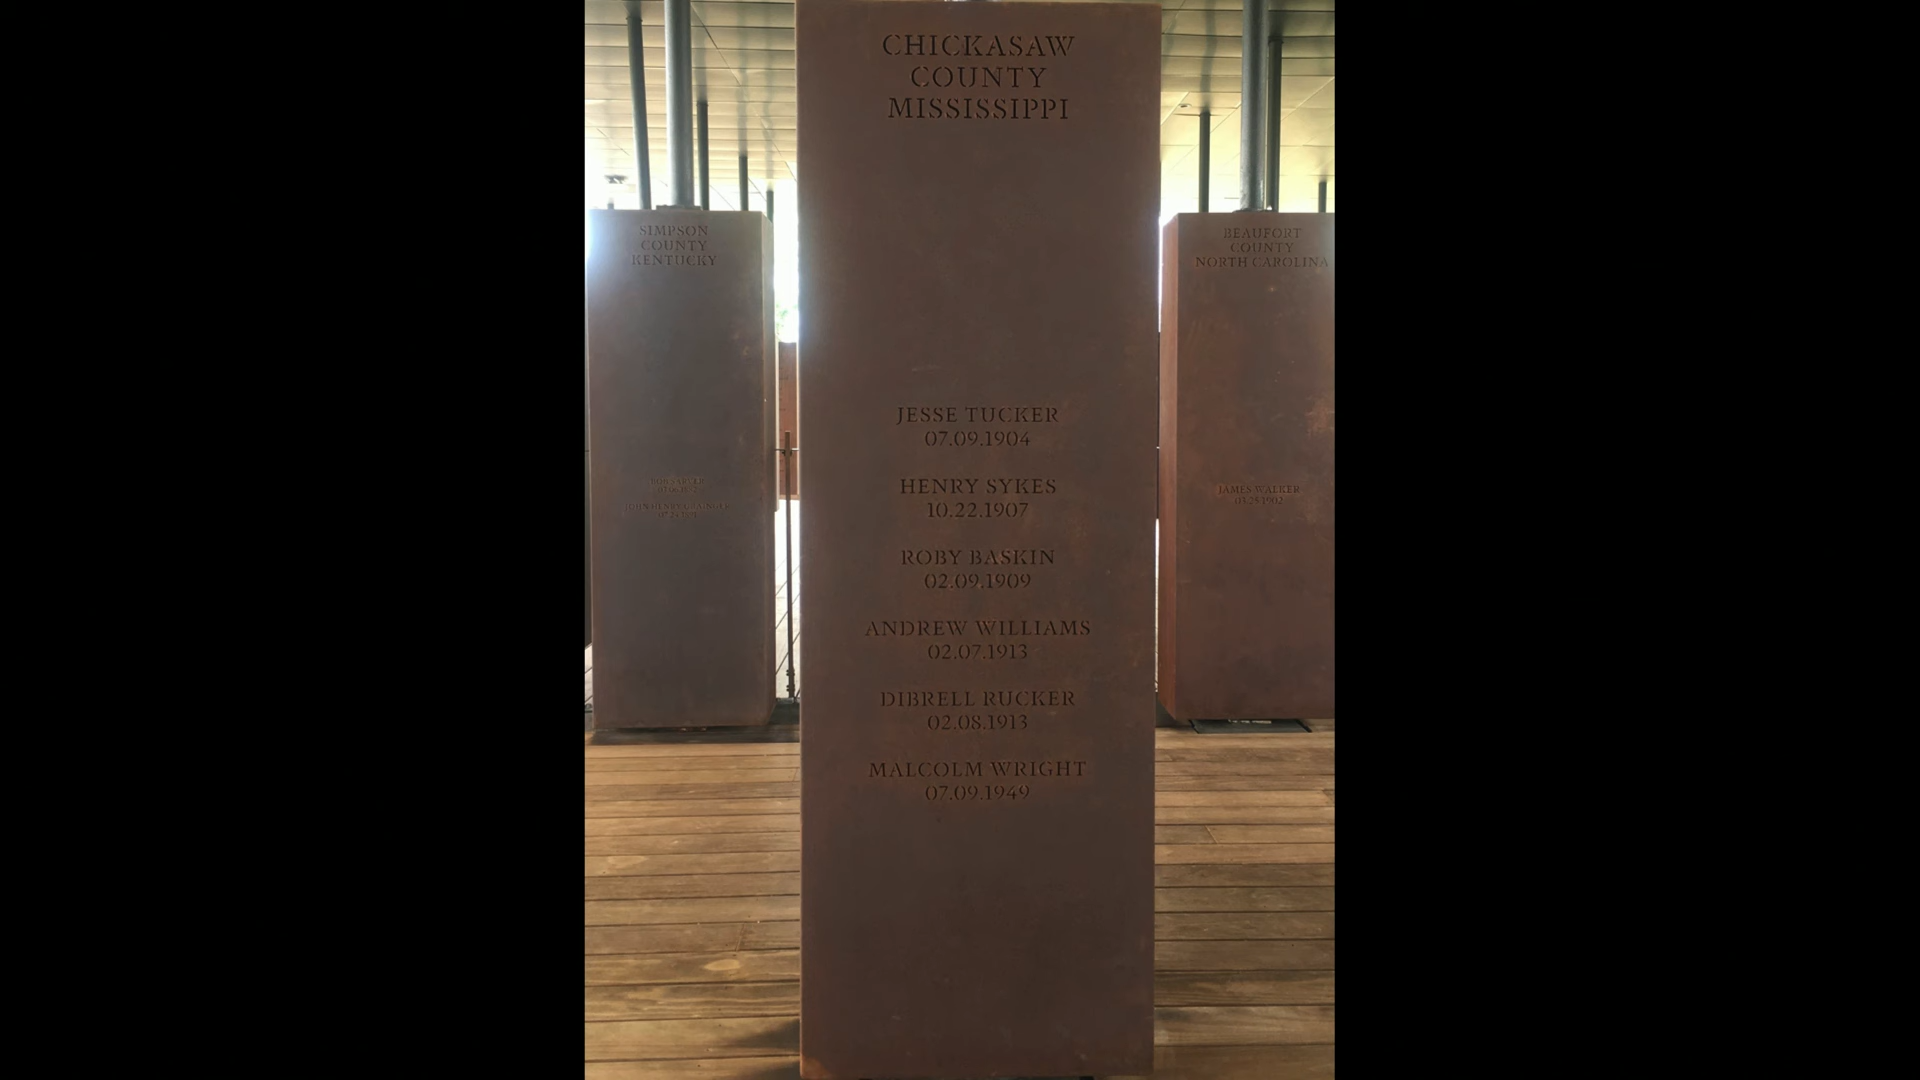 CHICKASAW
COUNTY
MISSISSIPPI
JESSE TUCKER
07.09.1904
HENRY SYKES
10.22.1907
ROBY BASKIN
02.09.1909
ANDREW WILLIAMS
02.07.1913
DIBRELL RUCKER
02.08.1913
MALCOLM WRIGHT
07.09.1949
SIMPSON
COUNTY
KENTUCKY
JOHN HENRY
BEAUFORT
COUNTY
NORTH CAROLINA
JAMES WALKER